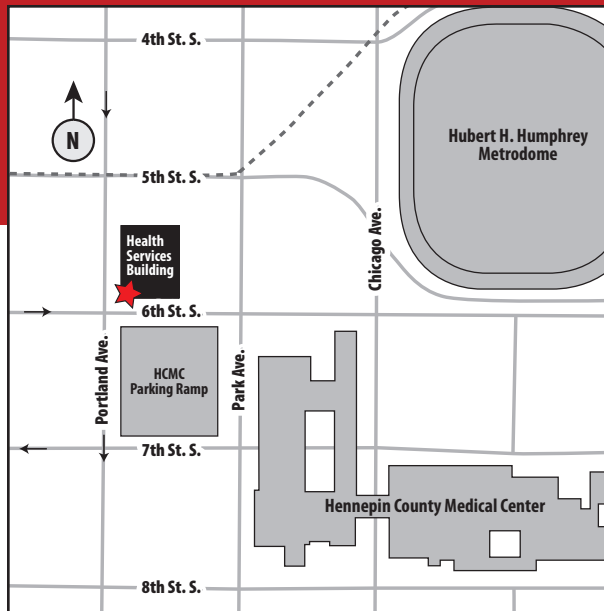 4th St. S.
N
Hubert H. Humphrey
Metrodome
5th St. S.
Chicago Ave.
Health
Services
Building
6th St. S.
Portland Ave.
HCMC
Parking Ramp
Park Ave.
7th St. S.
Hennepin County Medical Center
8th St. S.